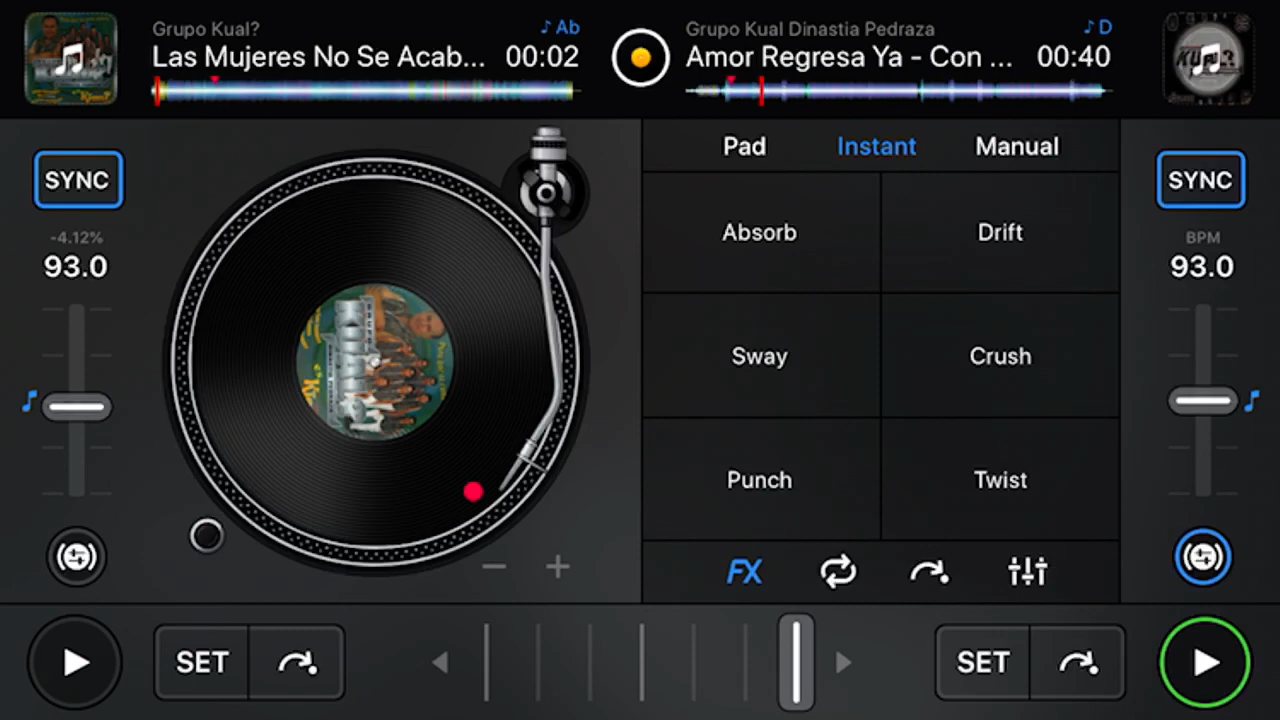 Grupo Kual?
Ab
Las Mujeres No Se Acab...
00:02
Grupo Kual Dinastia Pedraza
D
Amor Regresa Ya - Con ...
00:40
SYNC
-4.12%
93.0
Pad
Instant
Manual
Absorb
Drift
Sway
Crush
Punch
Twist
FX
SYNC
BPM
93.0
SET
SET